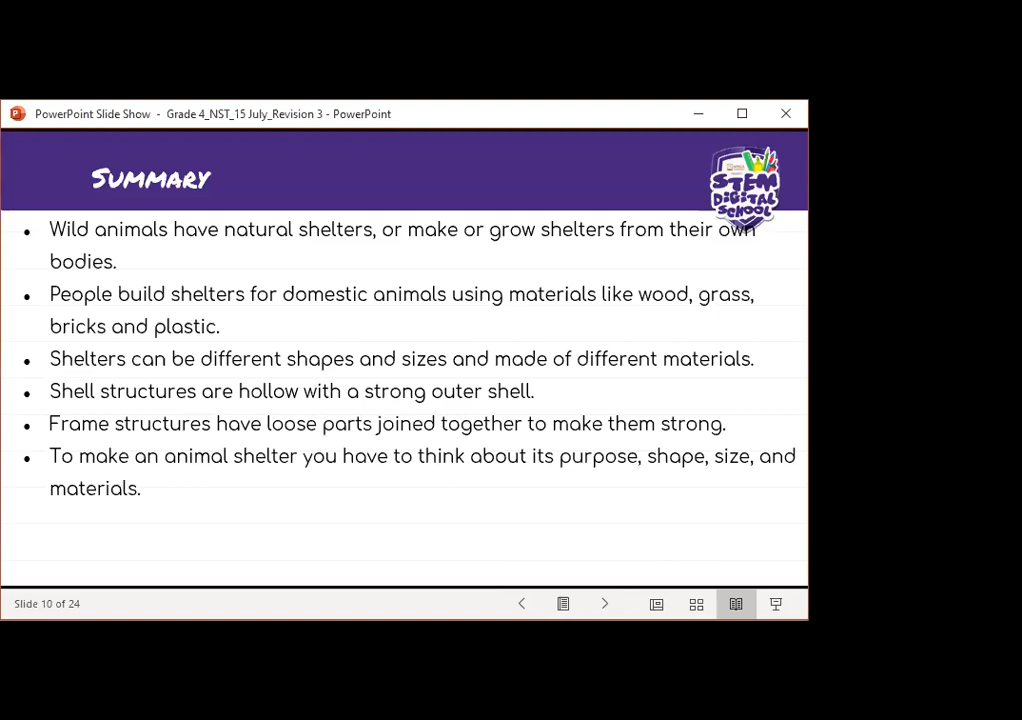 PowerPoint Slide Show - Grade 4_NST_15 July_Revision 3 - PowerPoint
SUMMARY
STEM
DIGITAL
SCHOOL
• Wild animals have natural shelters, or make or grow shelters from their own
bodies.
• People build shelters for domestic animals using materials like wood, grass,
bricks and plastic.
• Shelters can be different shapes and sizes and made of different materials.
• Shell structures are hollow with a strong outer shell.
• Frame structures have loose parts joined together to make them strong.
• To make an animal shelter you have to think about its purpose, shape, size, and
materials.
Slide 10 of 24